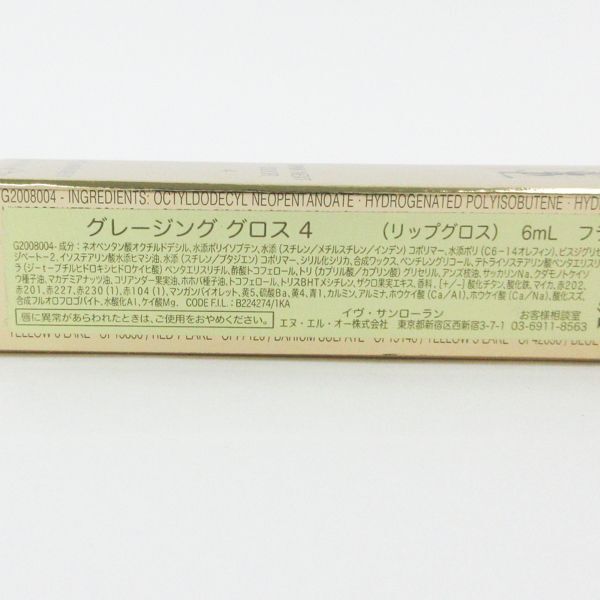 G2008004 - INGREDIENTS: OCTYLDODECYL NEOPENTANOATE · HYDROGENATED POLYISOBUTENE · HYD
グレージング グロス 4 （リップグロス） 6mL フラ
G2008004- 成分：ネオペンタン酸オクチルドデシル, 水添ポリイソブテン, 水添（スチレン／メチルスチレン／インデン）コポリマー, 水添ポリ（C6－14オレフィン), ビスジグリセ
ゾベート－2, イソステアリン酸水添ヒマシ油, 水添（スチレン／ブタジエン）コポリマー, シリル化シリカ, 合成ワックス, ペンチレングリコール, テトライソステアリン酸ペンタエリスリ
ラ（ジーt－ブチルヒドロキシヒドロケイヒ酸）ペンタエリスリチル, 酢酸トコフェロール, トリ（カプリル酸／カプリン酸）グリセリル, アンズ核油, サッカリンNa, クダモノトケイソ
ウ種子油, マカデミアナッツ油, コリアンダー果実油, ホホバ種子油, トコフェロール, トリスBHTメシチレン, ザクロ果実エキス, 香料, [+/-] 酸化チタン, 酸化鉄, マイカ, 赤202,
赤201, 赤227, 赤230（1), 赤104（1), マンガンバイオレット, 黄5, 硫酸Ba, 黄4, 青1, カルミン, アルミナ, ホウケイ酸（Ca／Al), ホウケイ酸（Ca／Na), 酸化スズ,
合成フルオロフロゴパイト, 水酸化Al, ケイ酸Mg. CODE F.I.L. : B224274/1KA
唇に異常があらわれたときは、ご使用をおやめください。
イヴ・サンローラン お客様相談室
エヌ・エル・オー株式会社 東京都新宿区西新宿3-7-1 03-6911-8563